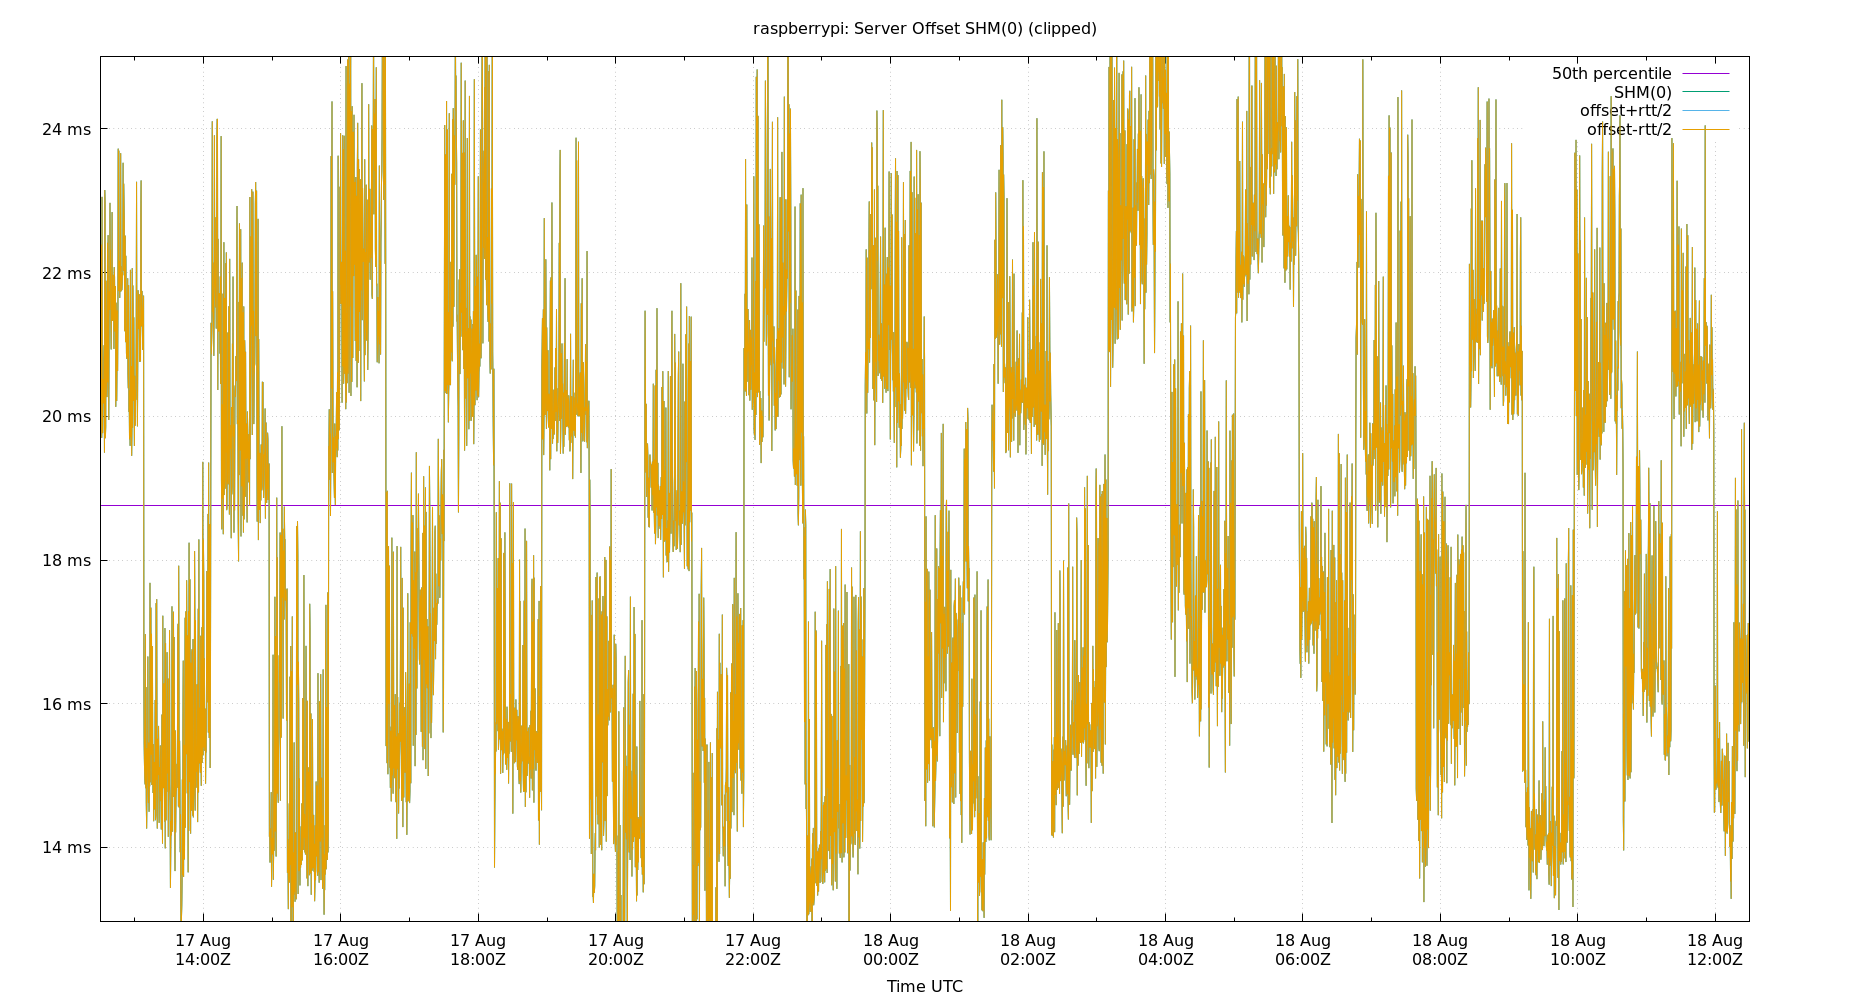 raspberrypi: Server Offset SHM(0) (clipped)
50th percentile
SHM(0)
offset+rtt/2
offset-rtt/2
24 ms
22 ms
20 ms
18 ms
16 ms
14 ms
17 Aug 17 Aug 17 Aug 17 Aug 17 Aug 18 Aug 18 Aug 18 Aug 18 Aug 18 Aug 18 Aug 18 Aug
14:00Z 16:00Z 18:00Z 20:00Z 22:00Z 00:00Z 02:00Z 04:00Z 06:00Z 08:00Z 10:00Z 12:00Z
Time UTC